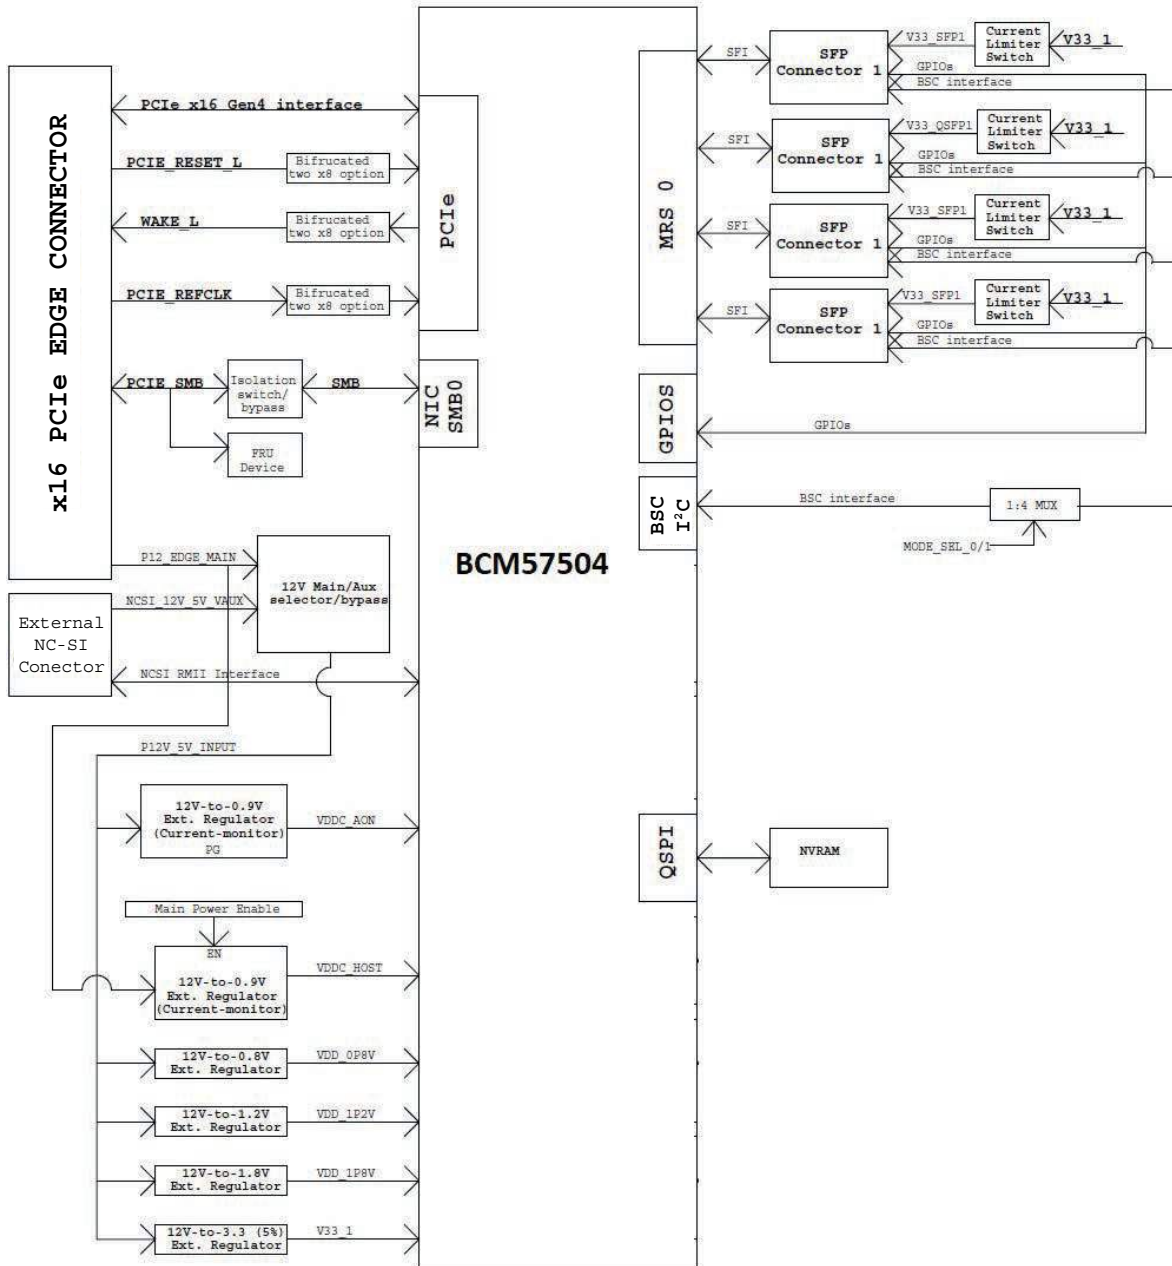 x16 PCIe EDGE CONNECTOR
PCIe x16 Gen4 interface
PCIE_RESET_L
Bifrucated
two x8 option
WAKE_L
Bifrucated
two x8 option
PCIE_REFCLK
Bifrucated
two x8 option
PCIe
PCIE_SMB
Isolation
switch/
bypass
SMB
NIC
SMB0
FRU
Device
P12_EDGE_MAIN
12V Main/Aux
selector/bypass
NCSI_12V_5V_VAUX
External
NC-SI
Conector
NCSI RMII Interface
P12V_5V_INPUT
12V-to-0.9V
Ext. Regulator
(Current-monitor)
PG
VDDC_AON
Main Power Enable
EN
12V-to-0.9V
Ext. Regulator
(Current-monitor)
VDDC_HOST
12V-to-0.8V
Ext. Regulator
VDD_0P8V
12V-to-1.2V
Ext. Regulator
VDD_1P2V
12V-to-1.8V
Ext. Regulator
VDD_1P8V
12V-to-3.3 (5%)
Ext. Regulator
V33_1
BCM57504
MRS 0
SFI
SFP
Connector 1
V33_SFP1
Current
Limiter
Switch
V33_1
GPIOs
BSC interface
SFI
SFP
Connector 1
V33_QSFP1
Current
Limiter
Switch
V33_1
GPIOs
BSC interface
SFI
SFP
Connector 1
V33_SFP1
Current
Limiter
Switch
V33_1
GPIOs
BSC interface
SFI
SFP
Connector 1
V33_SFP1
Current
Limiter
Switch
V33_1
GPIOs
BSC interface
GPIOS
GPIOs
BSC
I²C
BSC interface
1:4 MUX
MODE_SEL_0/1
QSPI
NVRAM